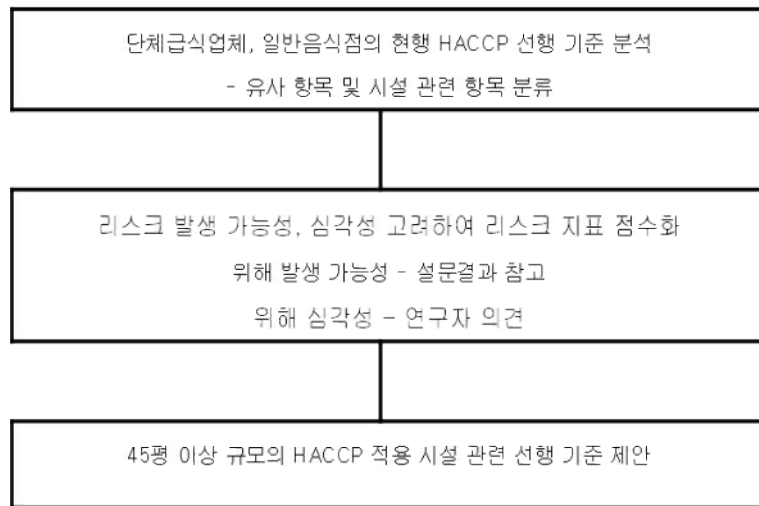 단체급식업체, 일반음식점의 현행 HACCP 선행 기준 분석
- 유사 항목 및 시설 관련 항목 분류
리스크 발생 가능성, 심각성 고려하여 리스크 지표 점수화
위해 발생 가능성 - 설문결과 참고
위해 심각성 - 연구자 의견
45평 이상 규모의 HACCP 적용 시설 관련 선행 기준 제안